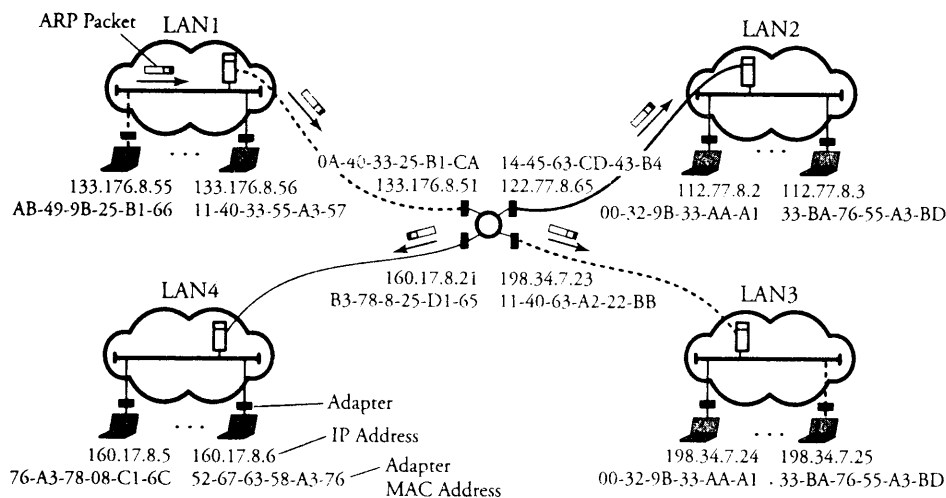 ARP Packet
LAN1
LAN2
0A-40-33-25-B1-CA
14-45-63-CD-43-B4
133.176.8.55
133.176.8.56
133.176.8.51
122.77.8.65
112.77.8.2
112.77.8.3
AB-49-9B-25-B1-66
11-40-33-55-A3-57
00-32-9B-33-AA-A1
33-BA-76-55-A3-BD
160.17.8.21
198.34.7.23
B3-78-8-25-D1-65
11-40-63-A2-22-BB
LAN4
LAN3
Adapter
IP Address
160.17.8.5
160.17.8.6
198.34.7.24
198.34.7.25
76-A3-78-08-C1-6C
52-67-63-58-A3-76
Adapter
MAC Address
00-32-9B-33-AA-A1
33-BA-76-55-A3-BD